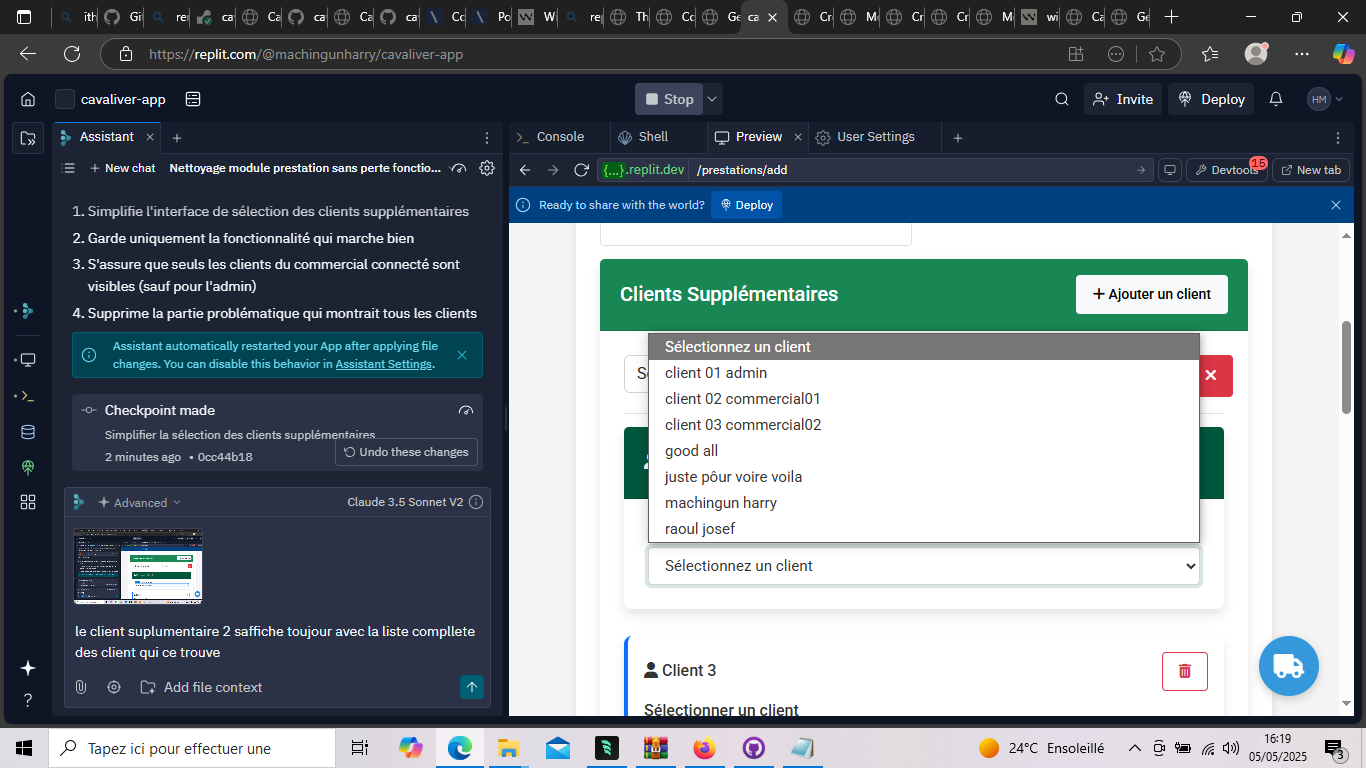 ith
Gi
rei
ca
Ca
ca
Ca
ca
Co
Po
Wi
rep
Th
Co
Ge
ca
Cr
Mo
Cr
Cr
Mo
wi
Ca
Ge
https://replit.com/@machingunharry/cavaliver-app
cavaliver-app
Stop
Invite
Deploy
HM
Assistant
Console
Shell
Preview
User Settings
New chat
Nettoyage module prestation sans perte fonctio...
{...}.replit.dev
/prestations/add
Devtools
15
New tab
Ready to share with the world?
Deploy
1. Simplifie l'interface de sélection des clients supplémentaires
2. Garde uniquement la fonctionnalité qui marche bien
3. S'assure que seuls les clients du commercial connecté sont
visibles (sauf pour l'admin)
4. Supprime la partie problématique qui montrait tous les clients
Assistant automatically restarted your App after applying file
changes. You can disable this behavior in Assistant Settings.
Checkpoint made
Simplifier la sélection des clients supplémentaires
2 minutes ago • 0cc44b18
Undo these changes
Advanced
Claude 3.5 Sonnet V2
le client suplumentaire 2 saffiche toujour avec la liste compllete
des client qui ce trouve
Add file context
Clients Supplémentaires
+ Ajouter un client
Sélectionnez un client
client 01 admin
client 02 commercial01
client 03 commercial02
good all
juste pôur voire voila
machingun harry
raoul josef
Sélectionnez un client
Client 3
Sélectionner un client
Tapez ici pour effectuer une
24°C Ensoleillé
16:19
05/05/2025
3